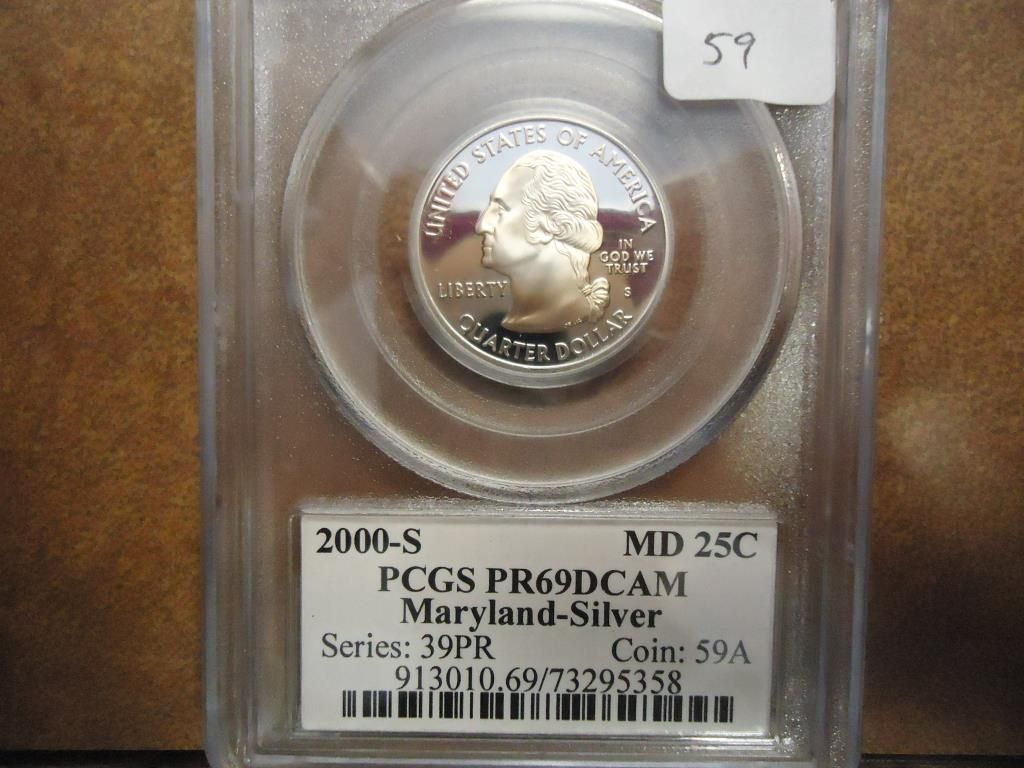 59
UNITED STATES OF AMERICA
IN
GOD WE
TRUST
LIBERTY
S
QUARTER DOLLAR
2000-S MD 25C
PCGS PR69DCAM
Maryland-Silver
Series: 39PR Coin: 59A
913010.69/73295358